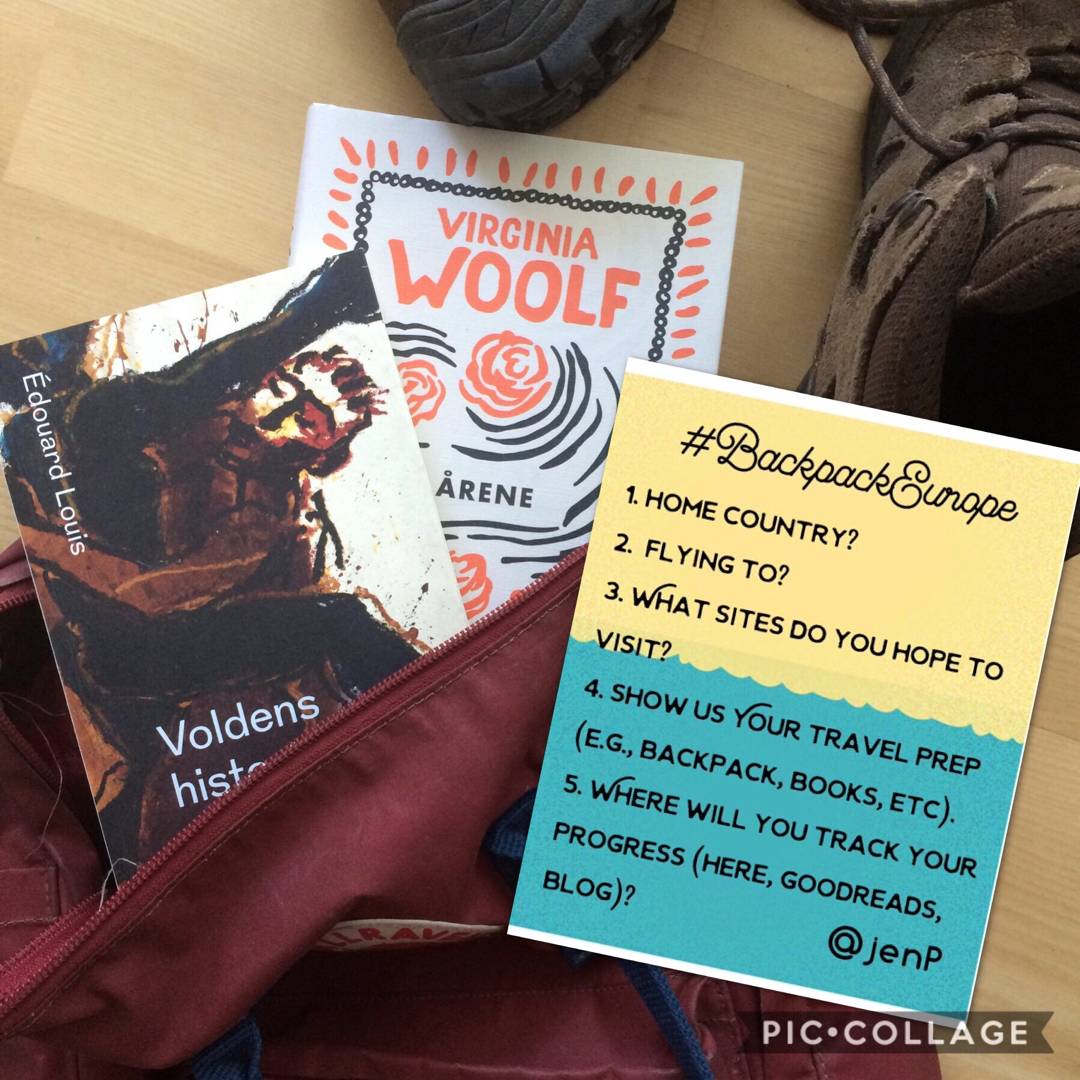 VIRGINIA
WOOLF
ÅRENE
Édouard Louis
Voldens
#BackpackEurope
1. HOME COUNTRY?
2. FLYING TO?
3. WHAT SITES DO YOU HOPE TO
VISIT?
4. SHOW US YOUR TRAVEL PREP
(E.G., BACKPACK, BOOKS, ETC).
5. WHERE WILL YOU TRACK YOUR
PROGRESS (HERE, GOODREADS,
BLOG)?
@jenP
PIC•COLLAGE